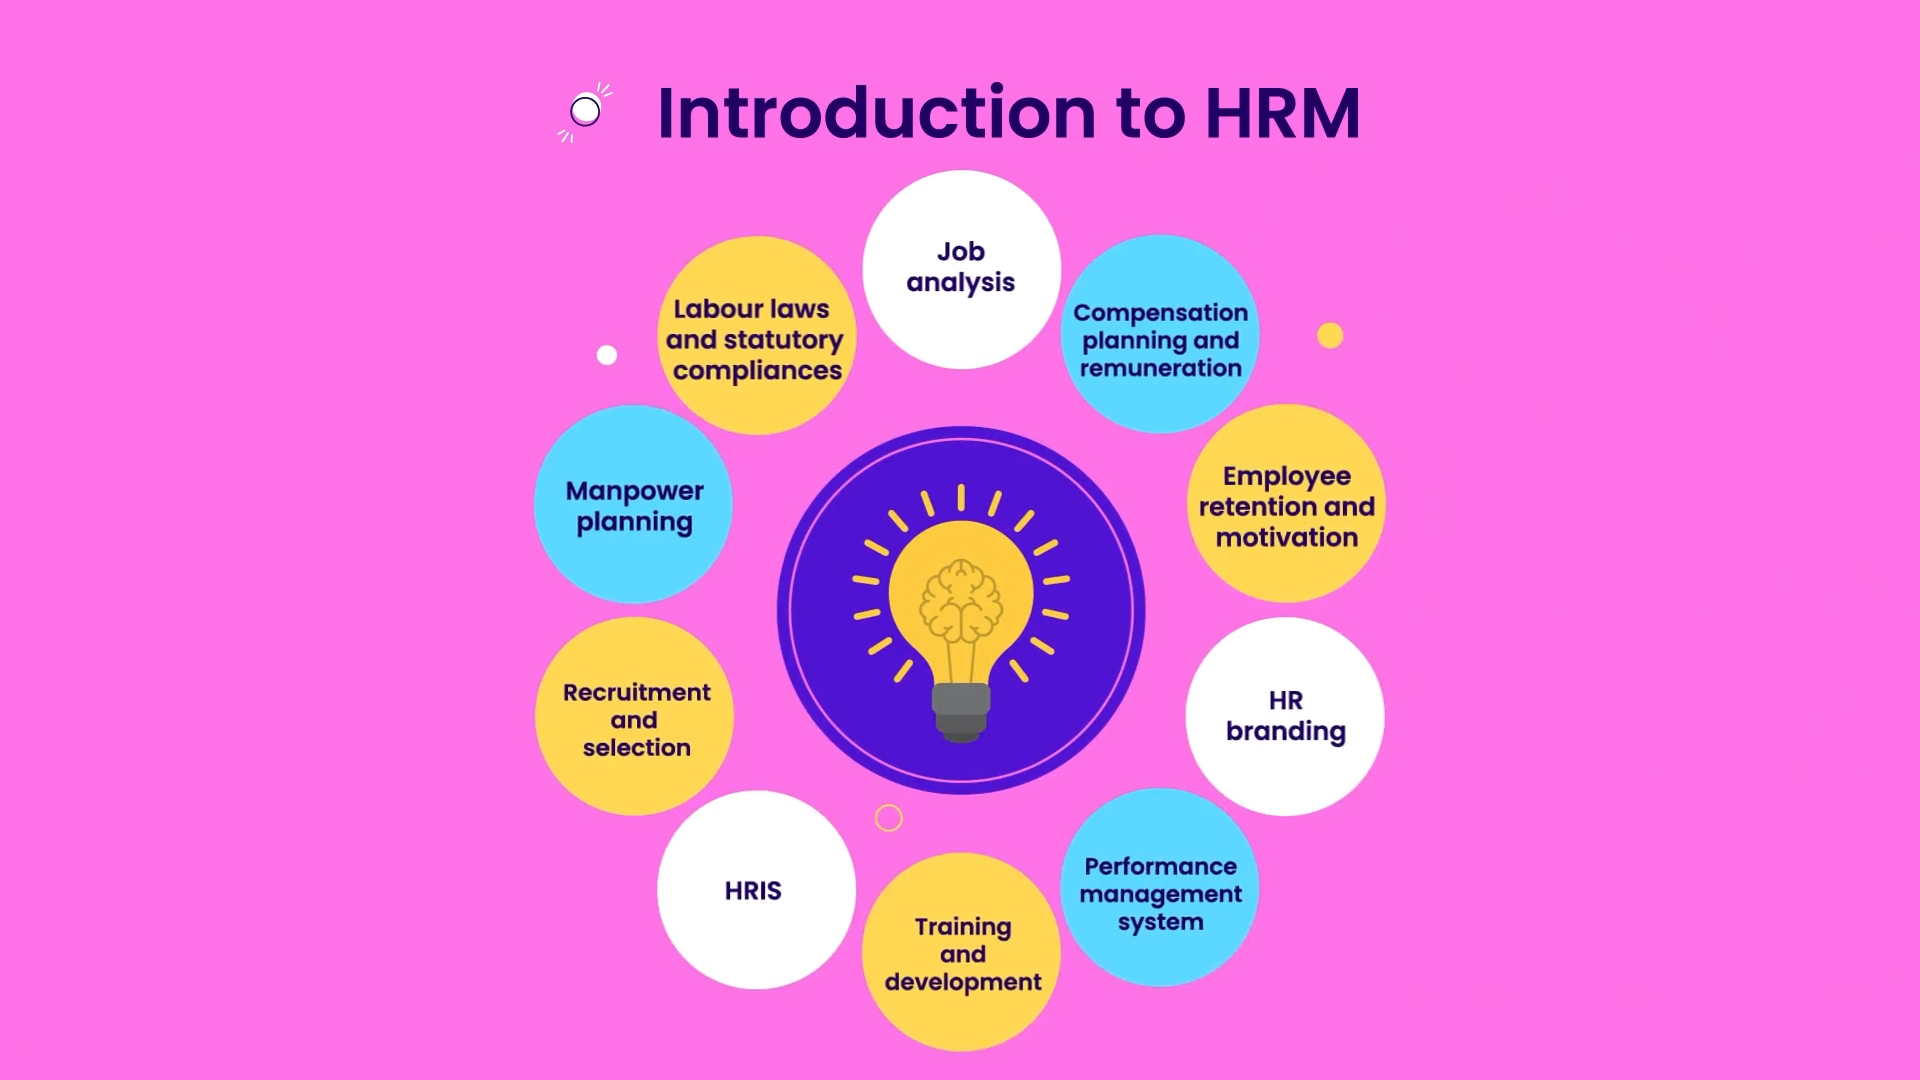 Introduction to HRM
Job
analysis
Compensation
planning and
remuneration
Employee
retention and
motivation
HR
branding
Performance
management
system
Training
and
development
HRIS
Recruitment
and
selection
Manpower
planning
Labour laws
and statutory
compliances